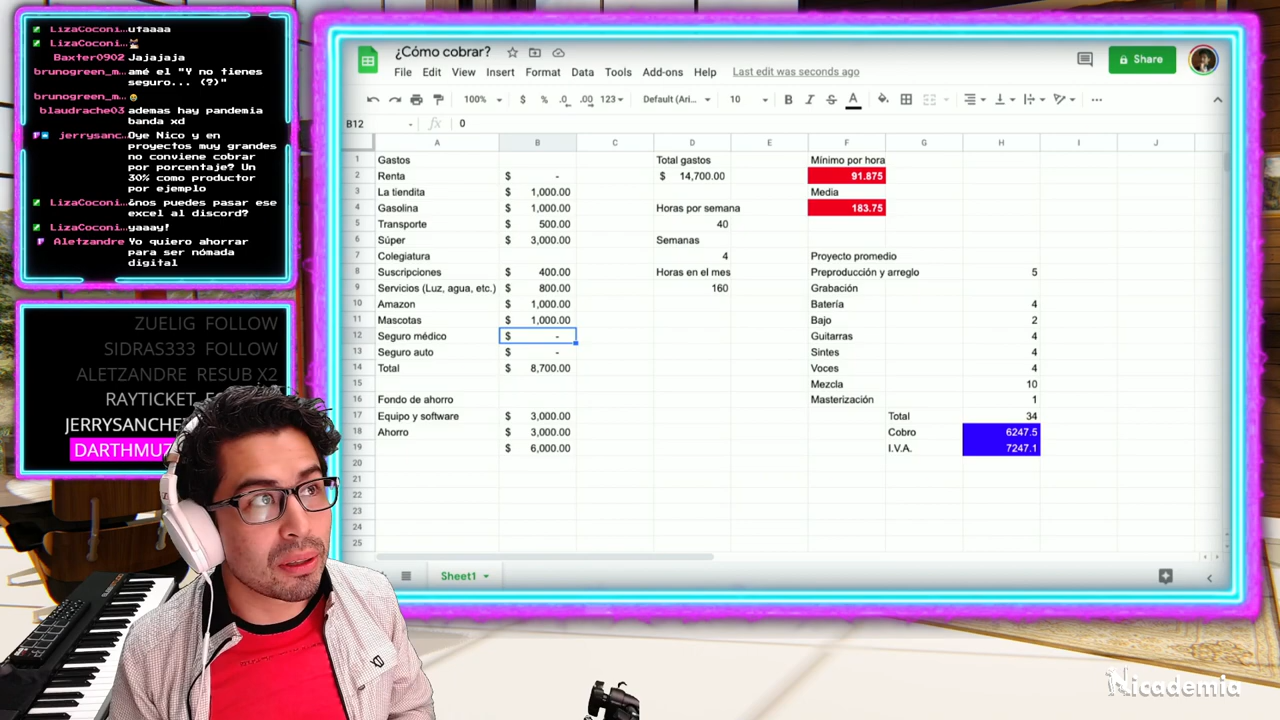 LizaCoconi... utaaaa
LizaCoconi...
Baxter0902 Jajajaja
brunogreen_m... amé el "Y no tienes
seguro... (?)"
brunogreen_m...
blaudrache03 ademas hay pandemia
banda xd
jerrysanc... Oye Nico y en
proyectos muy grandes
no conviene cobrar
por porcentaje? Un
30% como productor
por ejemplo
LizaCoconi... ¿nos puedes pasar ese
excel al discord?
LizaCoconi... yaaay!
Aletzandre Yo quiero ahorrar
para ser nómada
digital
ZUELIG FOLLOW
SIDRAS333 FOLLOW
ALETZANDRE RESUB X2
RAYTICKET
JERRYSANCHE
DARTHMUZ
¿Cómo cobrar?
File Edit View Insert Format Data Tools Add-ons Help Last edit was seconds ago
Share
100% $ % .0 .00 123 Default (Ari... 10 B I S A
B12 fx 0
A B C D E F G H I J
1 Gastos Total gastos Mínimo por hora
2 Renta $ - $ 14,700.00 91.875
3 La tiendita $ 1,000.00 Media
4 Gasolina $ 1,000.00 Horas por semana 183.75
5 Transporte $ 500.00 40
6 Súper $ 3,000.00 Semanas
7 Colegiatura 4 Proyecto promedio
8 Suscripciones $ 400.00 Horas en el mes Preproducción y arreglo 5
9 Servicios (Luz, agua, etc.) $ 800.00 160 Grabación
10 Amazon $ 1,000.00 Batería 4
11 Mascotas $ 1,000.00 Bajo 2
12 Seguro médico $ - Guitarras 4
13 Seguro auto $ - Sintes 4
14 Total $ 8,700.00 Voces 4
15 Mezcla 10
16 Fondo de ahorro Masterización 1
17 Equipo y software $ 3,000.00 Total 34
18 Ahorro $ 3,000.00 Cobro 6247.5
19 $ 6,000.00 I.V.A. 7247.1
20
21
22
23
24
25
Sheet1
Nicademia